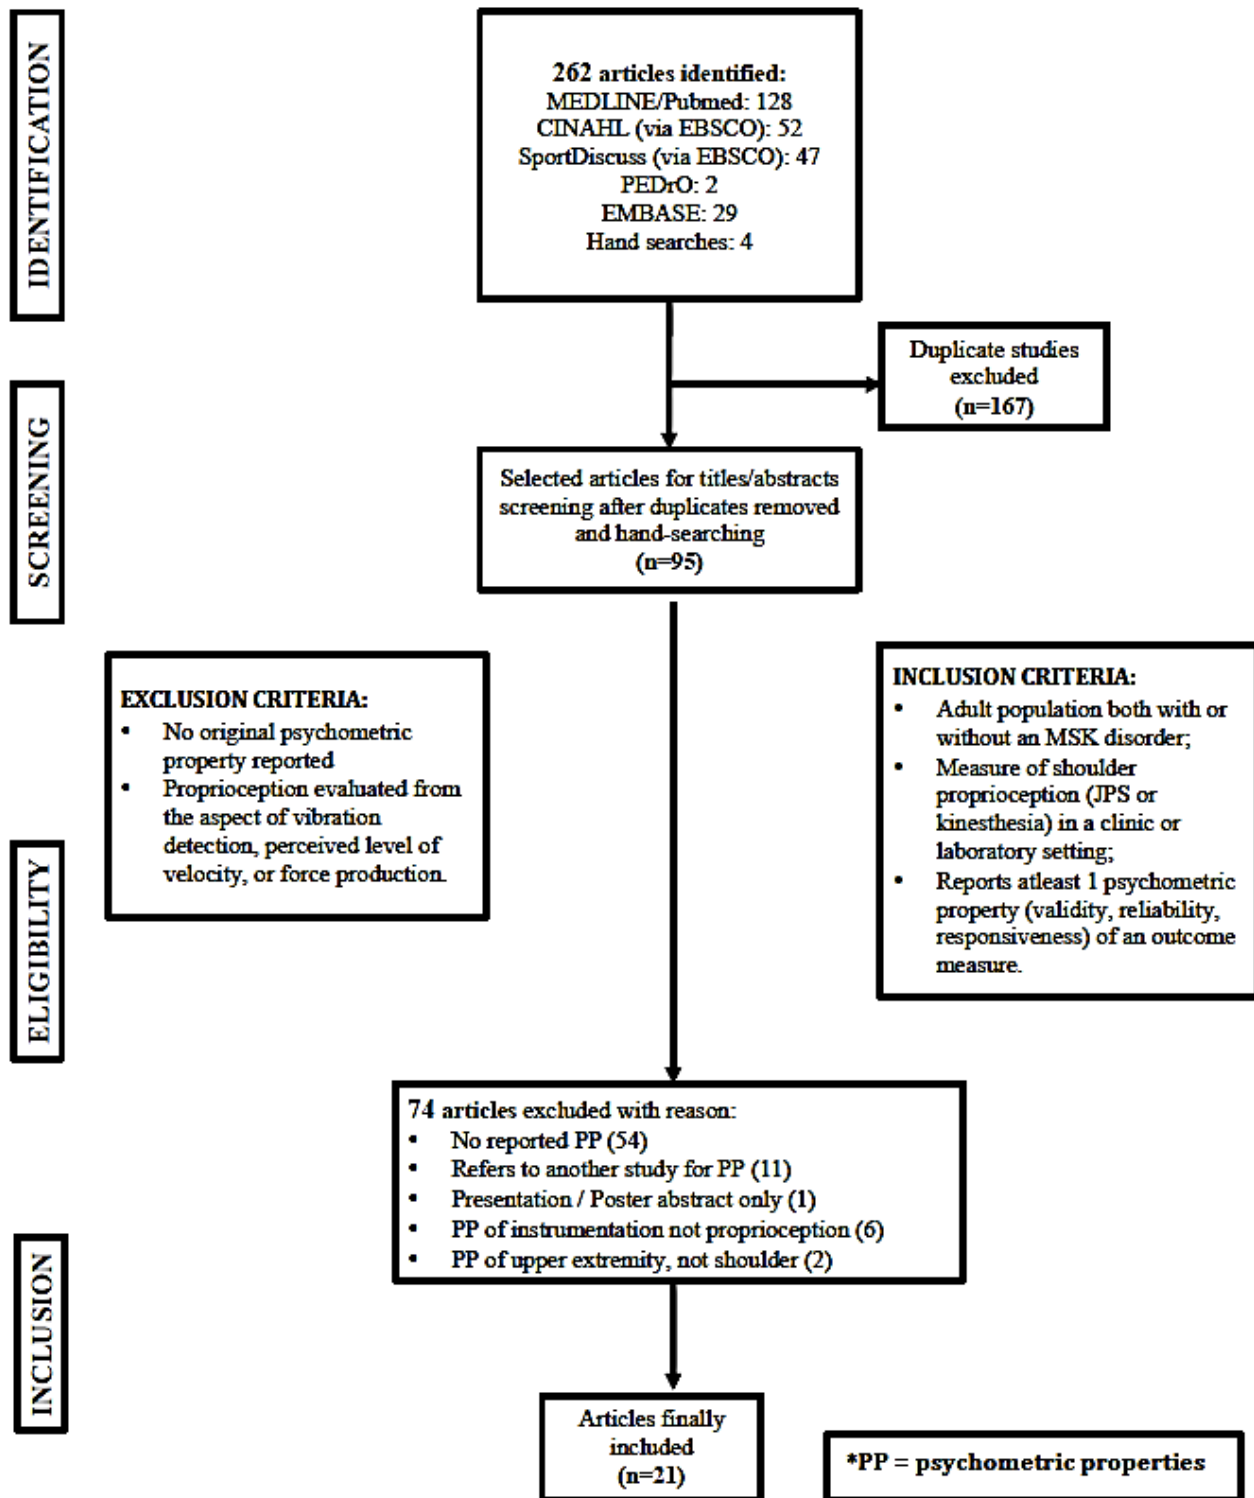 IDENTIFICATION
262 articles identified:
MEDLINE/Pubmed: 128
CINAHL (via EBSCO): 52
SportDiscuss (via EBSCO): 47
PEDrO: 2
EMBASE: 29
Hand searches: 4
Duplicate studies
excluded
(n=167)
SCREENING
Selected articles for titles/abstracts
screening after duplicates removed
and hand-searching
(n=95)
EXCLUSION CRITERIA:
• No original psychometric
property reported
• Proprioception evaluated from
the aspect of vibration
detection, perceived level of
velocity, or force production.
INCLUSION CRITERIA:
• Adult population both with or
without an MSK disorder;
• Measure of shoulder
proprioception (JPS or
kinesthesia) in a clinic or
laboratory setting;
• Reports atleast 1 psychometric
property (validity, reliability,
responsiveness) of an outcome
measure.
ELIGIBILITY
74 articles excluded with reason:
• No reported PP (54)
• Refers to another study for PP (11)
• Presentation / Poster abstract only (1)
• PP of instrumentation not proprioception (6)
• PP of upper extremity, not shoulder (2)
INCLUSION
Articles finally
included
(n=21)
*PP = psychometric properties